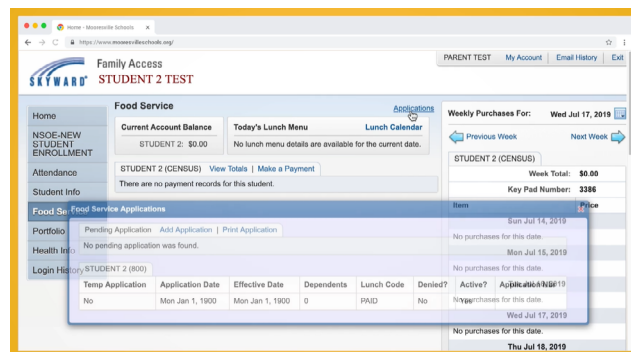 Home - Mooresville Schools ×
https://www.mooresvilleschools.org/
SKYWARD®
Family Access
STUDENT 2 TEST
PARENT TEST My Account Email History Exit
Home
NSOE-NEW STUDENT ENROLLMENT
Attendance
Student Info
Food Service
Portfolio
Health Info
Login History
Food Service
Applications
Current Account Balance
STUDENT 2: $0.00
Today's Lunch Menu Lunch Calendar
No lunch menu details are available for the current date.
STUDENT 2 (CENSUS) View Totals | Make a Payment
There are no payment records for this student.
Weekly Purchases For: Wed Jul 17, 2019
Previous Week Next Week
STUDENT 2 (CENSUS)
Week Total: $0.00
Key Pad Number: 3386
Item Price
Sun Jul 14, 2019
No purchases for this date.
Mon Jul 15, 2019
No purchases for this date.
No purchases for this date.
Wed Jul 17, 2019
No purchases for this date.
Thu Jul 18, 2019
Food Service Applications
Pending Application Add Application | Print Application
No pending application was found.
STUDENT 2 (800)
Temp Application Application Date Effective Date Dependents Lunch Code Denied? Active? Application
No Mon Jan 1, 1900 Mon Jan 1, 1900 0 PAID No Yes